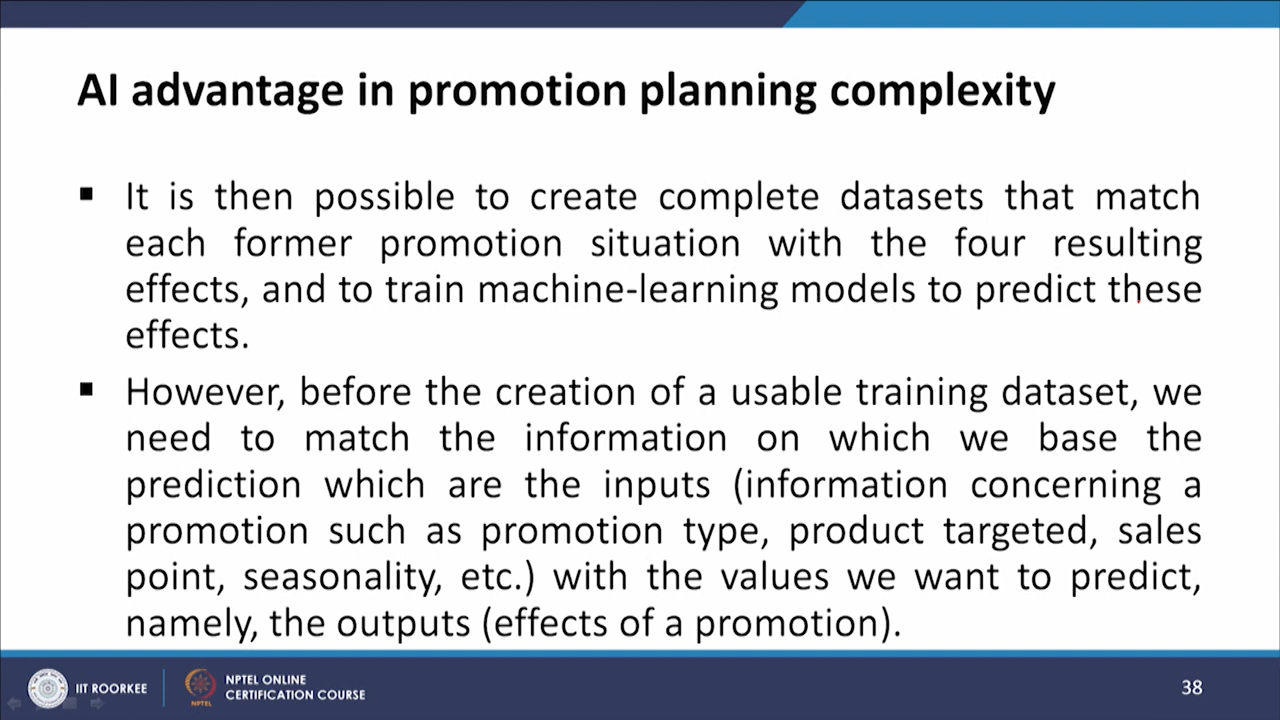 AI advantage in promotion planning complexity
▪ It is then possible to create complete datasets that match
each former promotion situation with the four resulting
effects, and to train machine-learning models to predict these
effects.
▪ However, before the creation of a usable training dataset, we
need to match the information on which we base the
prediction which are the inputs (information concerning a
promotion such as promotion type, product targeted, sales
point, seasonality, etc.) with the values we want to predict,
namely, the outputs (effects of a promotion).
IIT ROORKEE
NPTEL
NPTEL ONLINE
CERTIFICATION COURSE
38